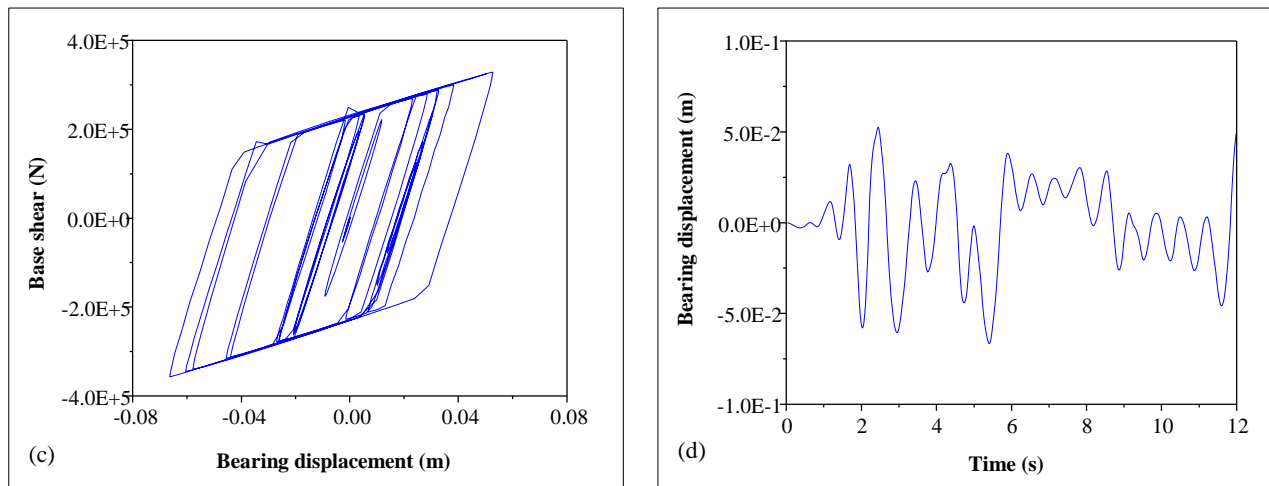 4.0E+5
2.0E+5
0.0E+0
-2.0E+5
-4.0E+5
Base shear (N)
-0.08 -0.04 0.00 0.04 0.08
Bearing displacement (m)
(c)
1.0E-1
5.0E-2
0.0E+0
-5.0E-2
-1.0E-1
Bearing displacement (m)
0 2 4 6 8 10 12
Time (s)
(d)